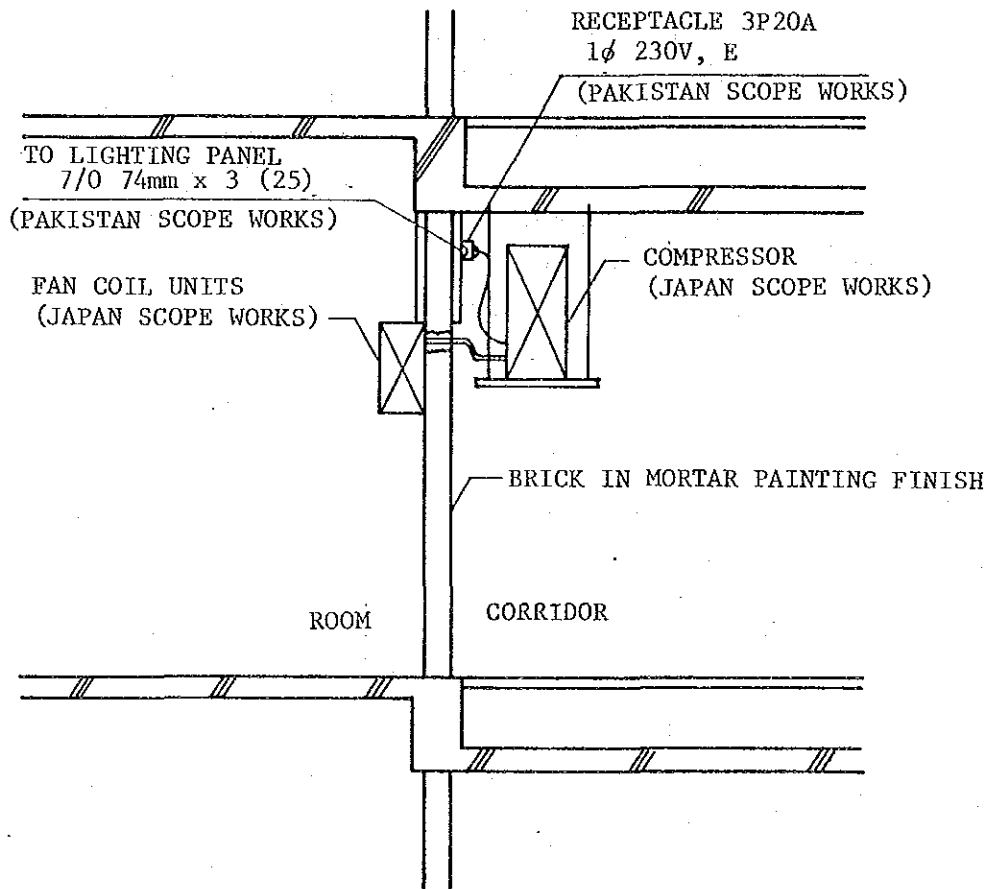 RECEPTACLE 3P20A
1φ 230V, E
(PAKISTAN SCOPE WORKS)
TO LIGHTING PANEL
7/0 74mm x 3 (25)
(PAKISTAN SCOPE WORKS)
FAN COIL UNITS
(JAPAN SCOPE WORKS)
COMPRESSOR
(JAPAN SCOPE WORKS)
BRICK IN MORTAR PAINTING FINISH
ROOM
CORRIDOR